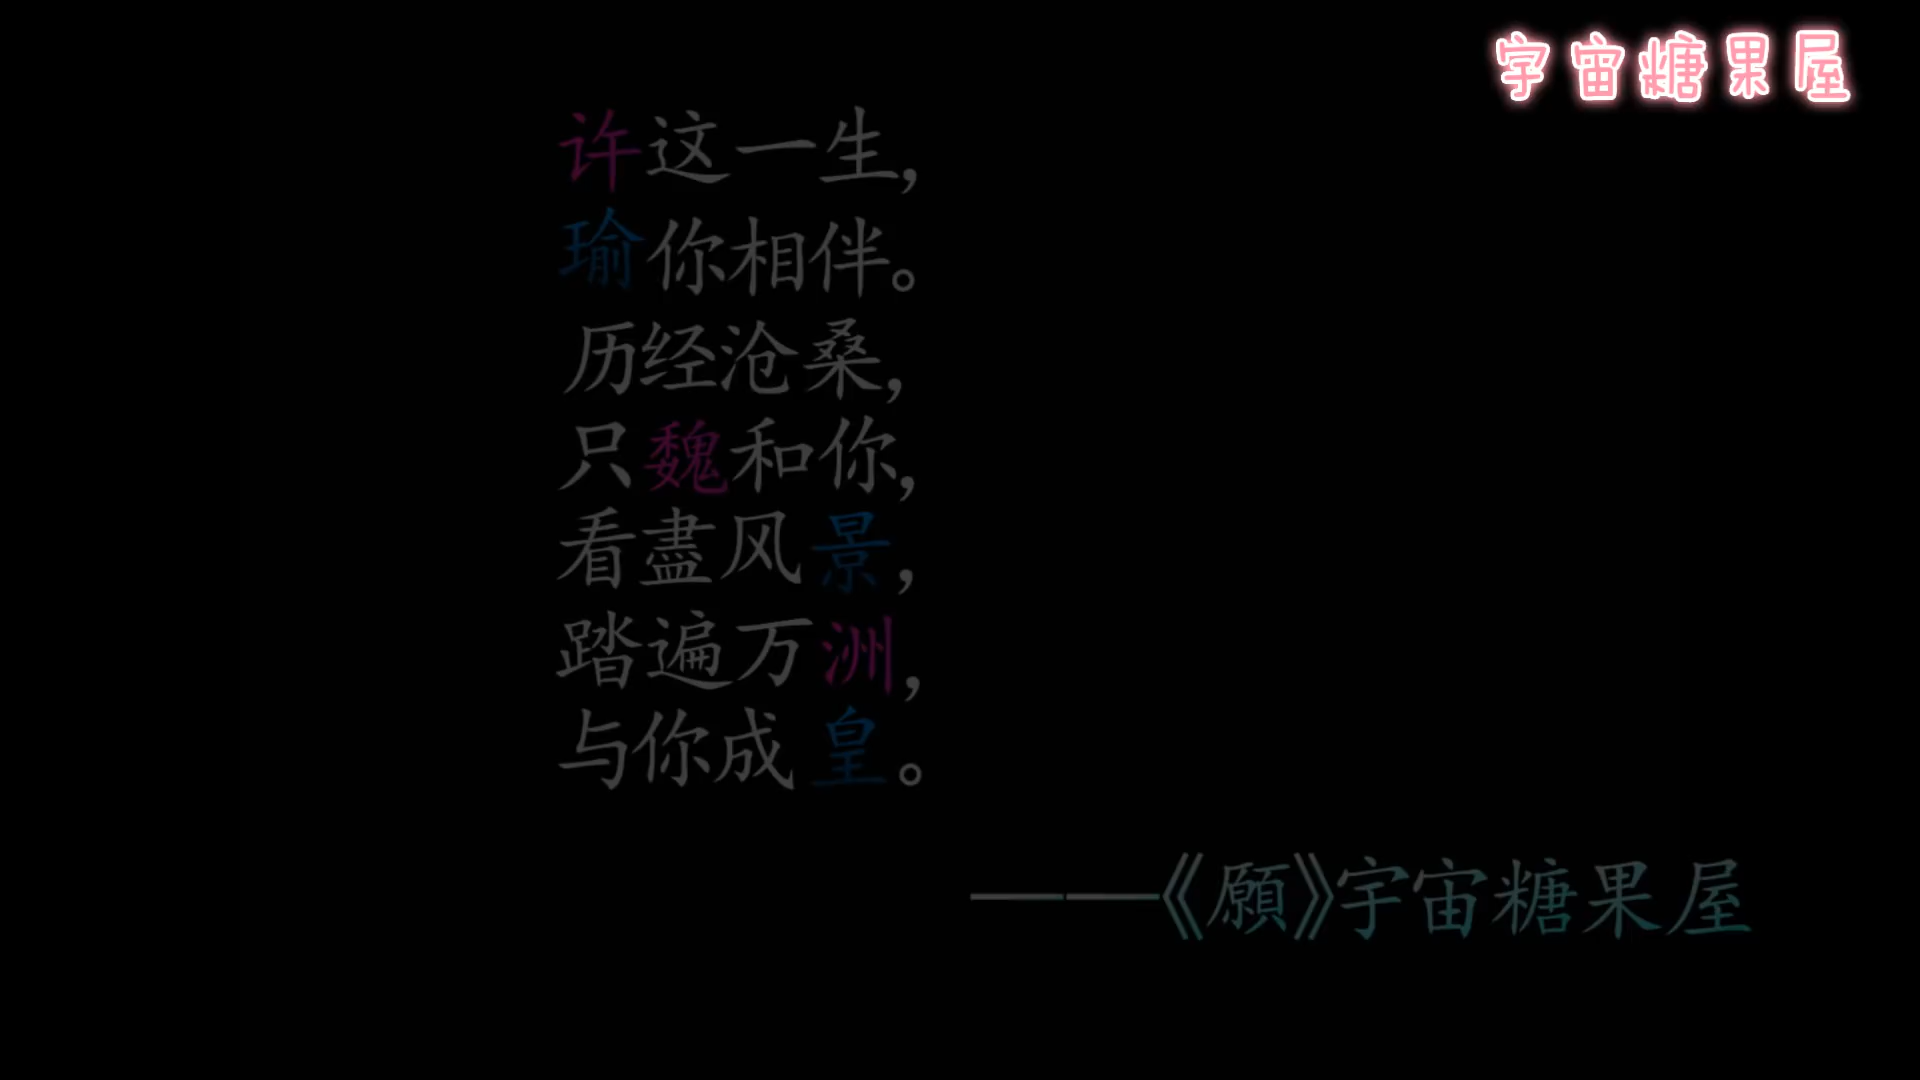 宇宙糖果屋
许这一生,
瑜你相伴。
历经沧桑,
只魏和你,
看盡风景,
踏遍万洲,
与你成皇。
——《願》宇宙糖果屋